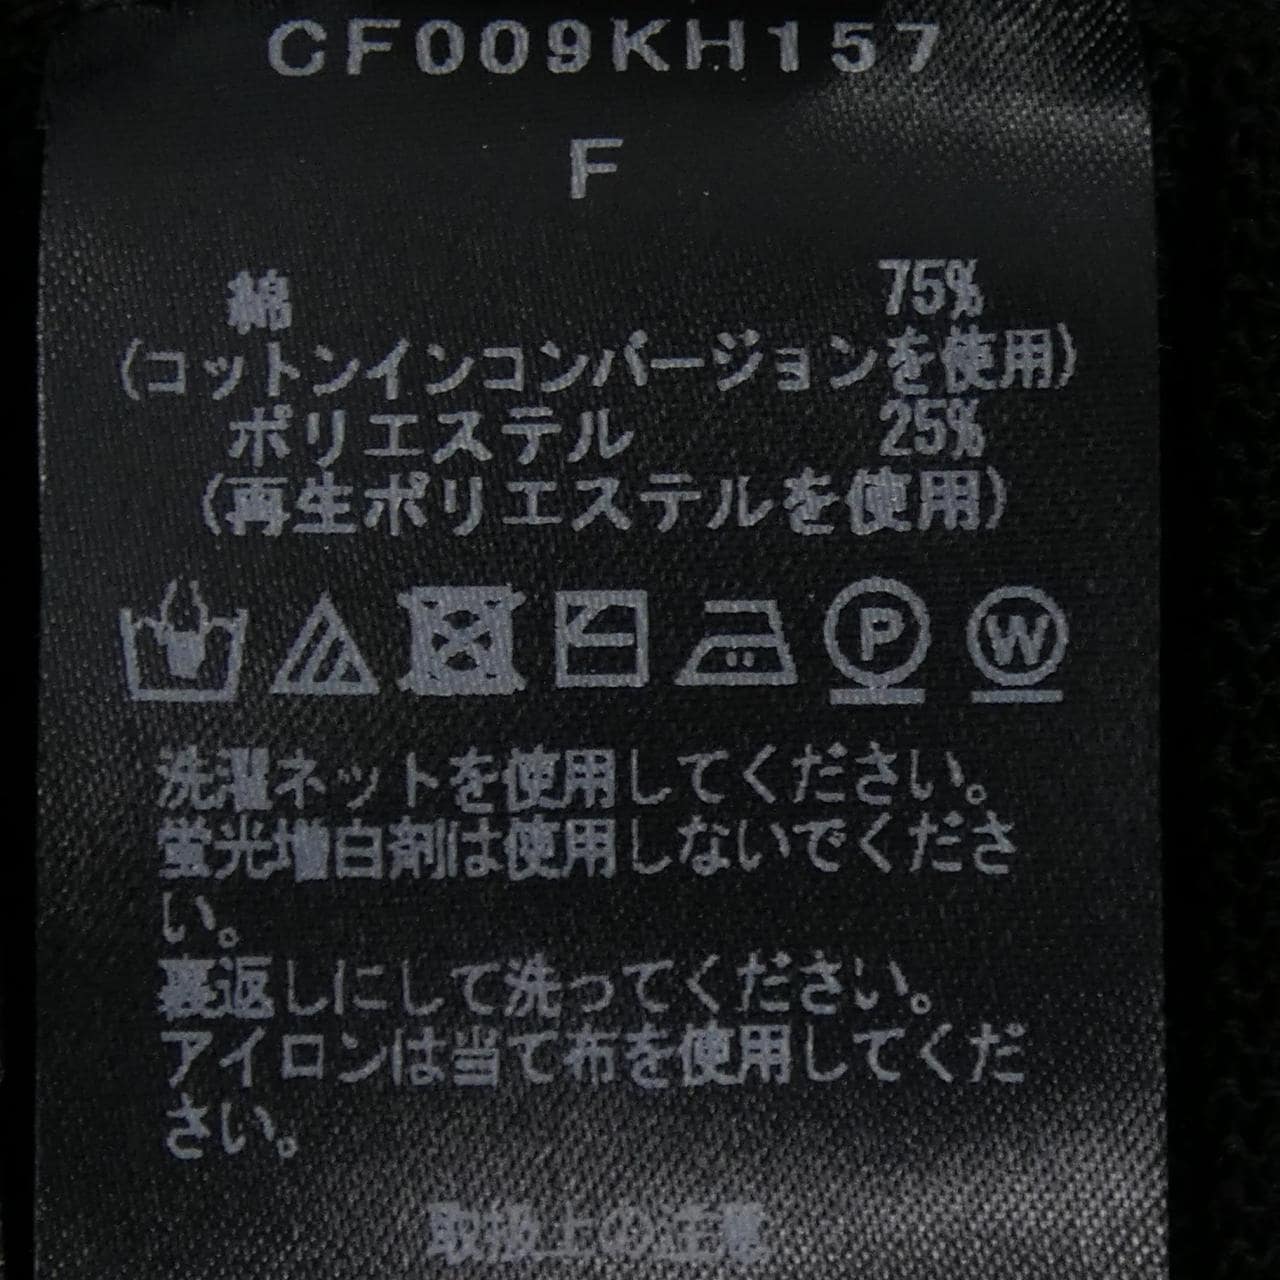 CF009KH157
F
綿 75%
(コットンインコンバージョンを使用)
ポリエステル 25%
(再生ポリエステルを使用)
P W
洗濯ネットを使用してください。
蛍光増白剤は使用しないでくださ
い。
裏返しにして洗ってください。
アイロンは当て布を使用してくだ
さい。
取扱上の注意